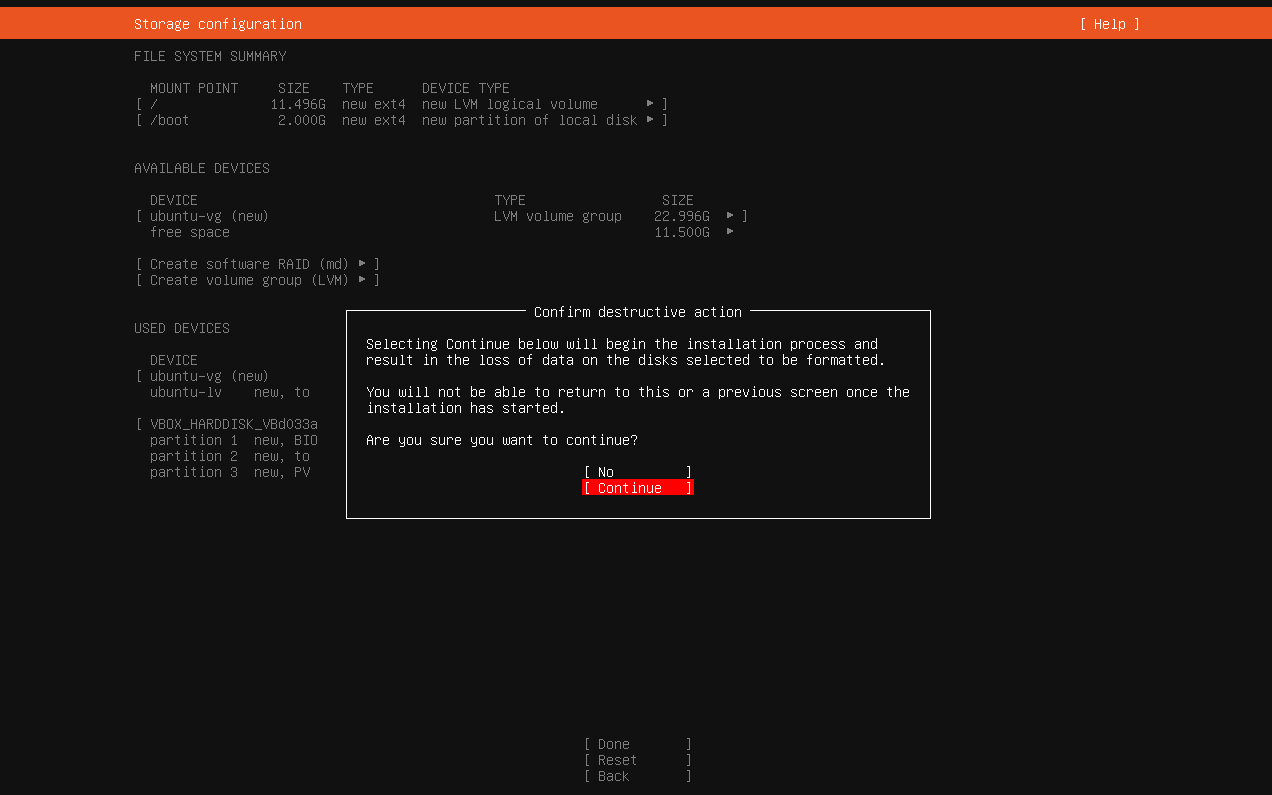 Storage configuration [ Help ]
FILE SYSTEM SUMMARY
MOUNT POINT SIZE TYPE DEVICE TYPE
[ / 11.496G new ext4 new LVM logical volume ▸ ]
[ /boot 2.000G new ext4 new partition of local disk ▸ ]
AVAILABLE DEVICES
DEVICE TYPE SIZE
[ ubuntu-vg (new) LVM volume group 22.996G ▸ ]
free space 11.500G ▸
[ Create software RAID (md) ▸ ]
[ Create volume group (LVM) ▸ ]
USED DEVICES
DEVICE
[ ubuntu-vg (new)
ubuntu-lv new, to
[ VBOX_HARDDISK_VBd033a
partition 1 new, BIO
partition 2 new, to
partition 3 new, PV
Confirm destructive action
Selecting Continue below will begin the installation process and
result in the loss of data on the disks selected to be formatted.
You will not be able to return to this or a previous screen once the
installation has started.
Are you sure you want to continue?
[ No ]
[ Continue ]
[ Done ]
[ Reset ]
[ Back ]